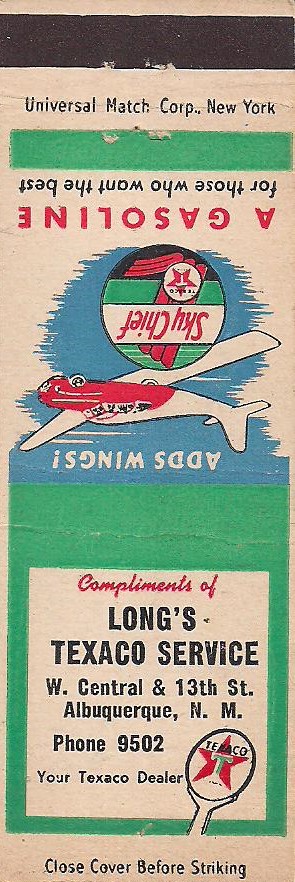 Universal Match Corp., New York
A GASOLINE
for those who want the best
TEXACO
Sky Chief
ADDS WINGS!
Compliments of
LONG'S
TEXACO SERVICE
W. Central & 13th St.
Albuquerque, N. M.
Phone 9502
Your Texaco Dealer
TEXACO
T
Close Cover Before Striking